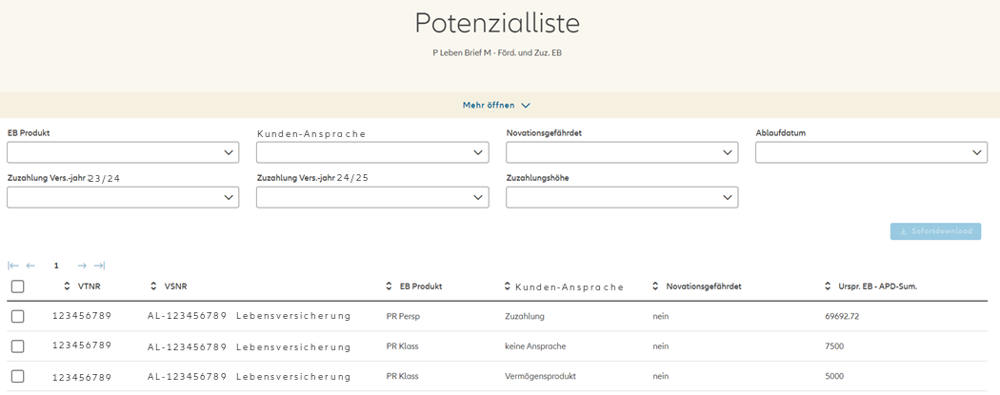 Potenzialliste
P Leben Brief M - Förd. und Zuz. EB
Mehr öffnen
EB Produkt Kunden-Ansprache Novationsgefährdet Ablaufdatum
Zuzahlung Vers.-jahr 23/24 Zuzahlung Vers.-jahr 24/25 Zuzahlungshöhe
Sofortdownload
1
VTNR VSNR EB Produkt Kunden-Ansprache Novationsgefährdet Urspr. EB - APD-Sum.
123456789 AL-123456789 Lebensversicherung PR Persp Zuzahlung nein 69692.72
123456789 AL-123456789 Lebensversicherung PR Klass keine Ansprache nein 7500
123456789 AL-123456789 Lebensversicherung PR Klass Vermögensprodukt nein 5000